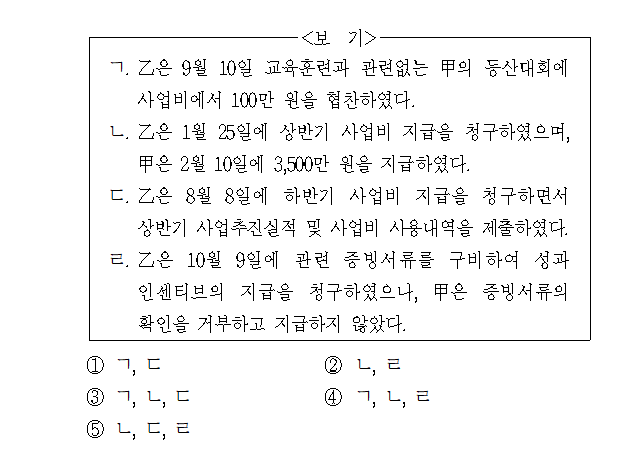 <보 기>
ㄱ. 乙은 9월 10일 교육훈련과 관련없는 甲의 등산대회에
사업비에서 100만 원을 협찬하였다.
ㄴ. 乙은 1월 25일에 상반기 사업비 지급을 청구하였으며,
甲은 2월 10일에 3,500만 원을 지급하였다.
ㄷ. 乙은 8월 8일에 하반기 사업비 지급을 청구하면서
상반기 사업추진실적 및 사업비 사용내역을 제출하였다.
ㄹ. 乙은 10월 9일에 관련 증빙서류를 구비하여 성과
인센티브의 지급을 청구하였으나, 甲은 증빙서류의
확인을 거부하고 지급하지 않았다.
① ㄱ, ㄷ ② ㄴ, ㄹ
③ ㄱ, ㄴ, ㄷ ④ ㄱ, ㄴ, ㄹ
⑤ ㄴ, ㄷ, ㄹ